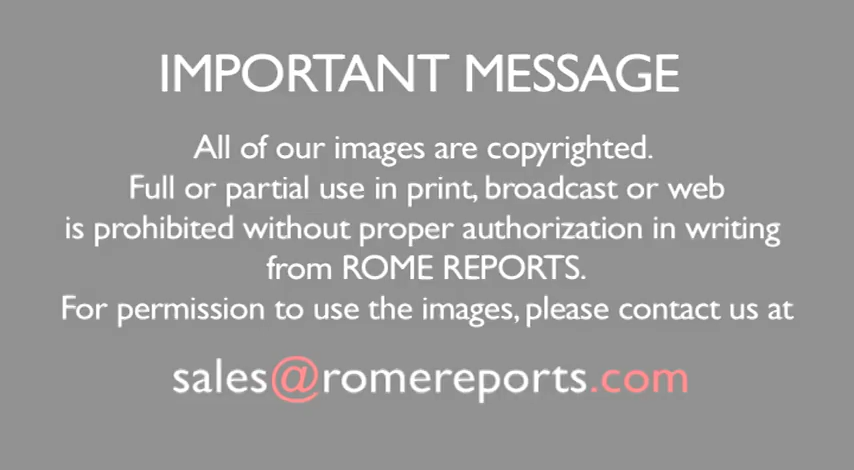 IMPORTANT MESSAGE
All of our images are copyrighted.
Full or partial use in print, broadcast or web
is prohibited without proper authorization in writing
from ROME REPORTS.
For permission to use the images, please contact us at
sales@romereports.com